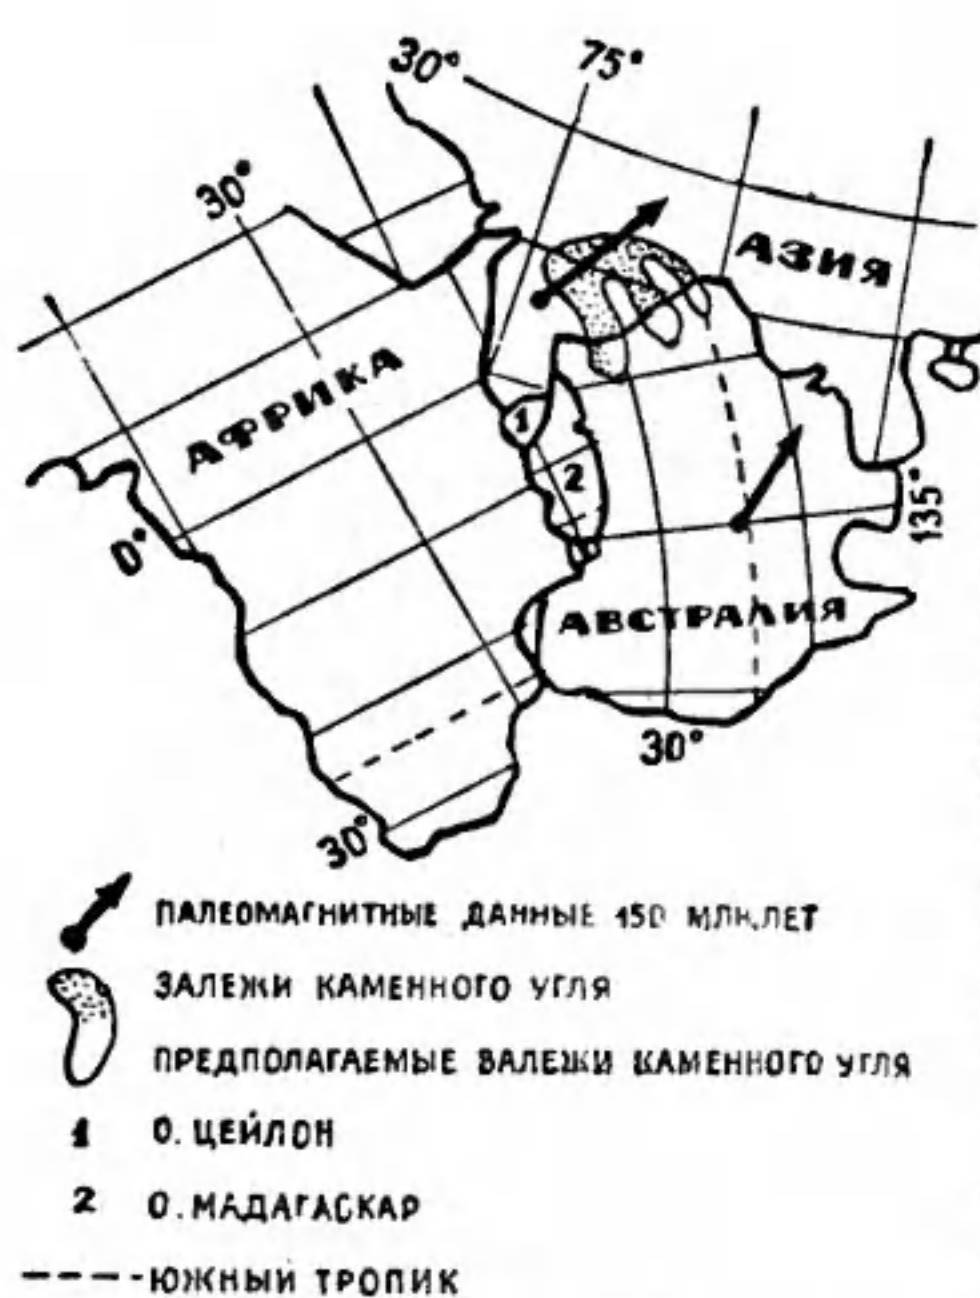 30°
75°
30°
АЗИЯ
АФРИКА
1
2
135°
0°
АВСТРАЛИЯ
30°
30°
ПАЛЕОМАГНИТНЫЕ ДАННЫЕ 150 МЛН.ЛЕТ
ЗАЛЕЖИ КАМЕННОГО УГЛЯ
ПРЕДПОЛАГАЕМЫЕ ЗАЛЕЖИ КАМЕННОГО УГЛЯ
1 О. ЦЕЙЛОН
2 О. МАДАГАСКАР
ЮЖНЫЙ ТРОПИК